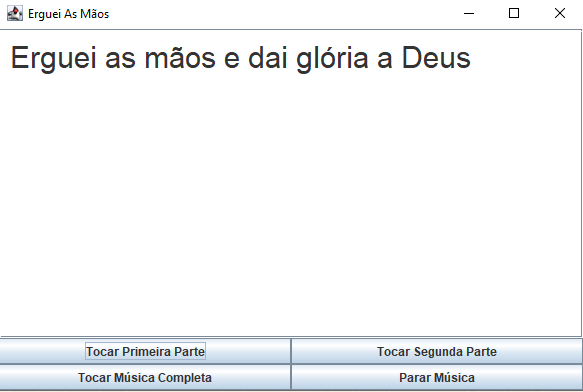 Erguei As Mãos
Erguei as mãos e dai glória a Deus
Tocar Primeira Parte
Tocar Segunda Parte
Tocar Música Completa
Parar Música